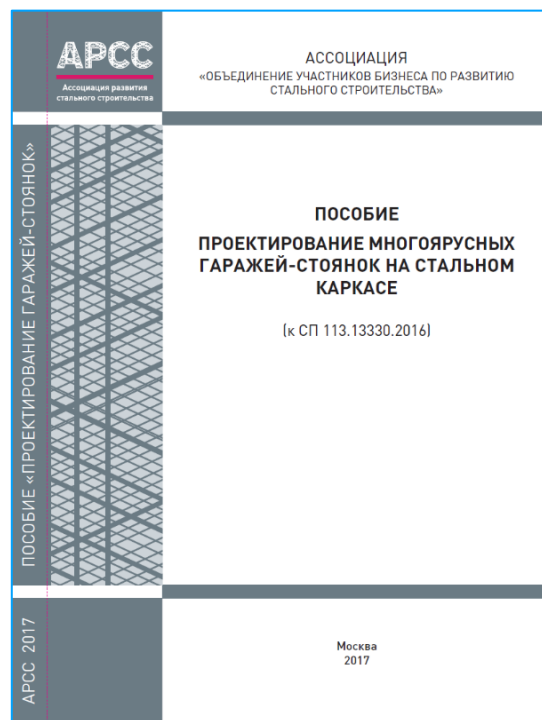 АРСС
Ассоциация развития
стального строительства
АССОЦИАЦИЯ
«ОБЪЕДИНЕНИЕ УЧАСТНИКОВ БИЗНЕСА ПО РАЗВИТИЮ
СТАЛЬНОГО СТРОИТЕЛЬСТВА»
ПОСОБИЕ «ПРОЕКТИРОВАНИЕ ГАРАЖЕЙ-СТОЯНОК»
ПОСОБИЕ
ПРОЕКТИРОВАНИЕ МНОГОЯРУСНЫХ
ГАРАЖЕЙ-СТОЯНОК НА СТАЛЬНОМ
КАРКАСЕ
(к СП 113.13330.2016)
АРСС 2017
Москва
2017